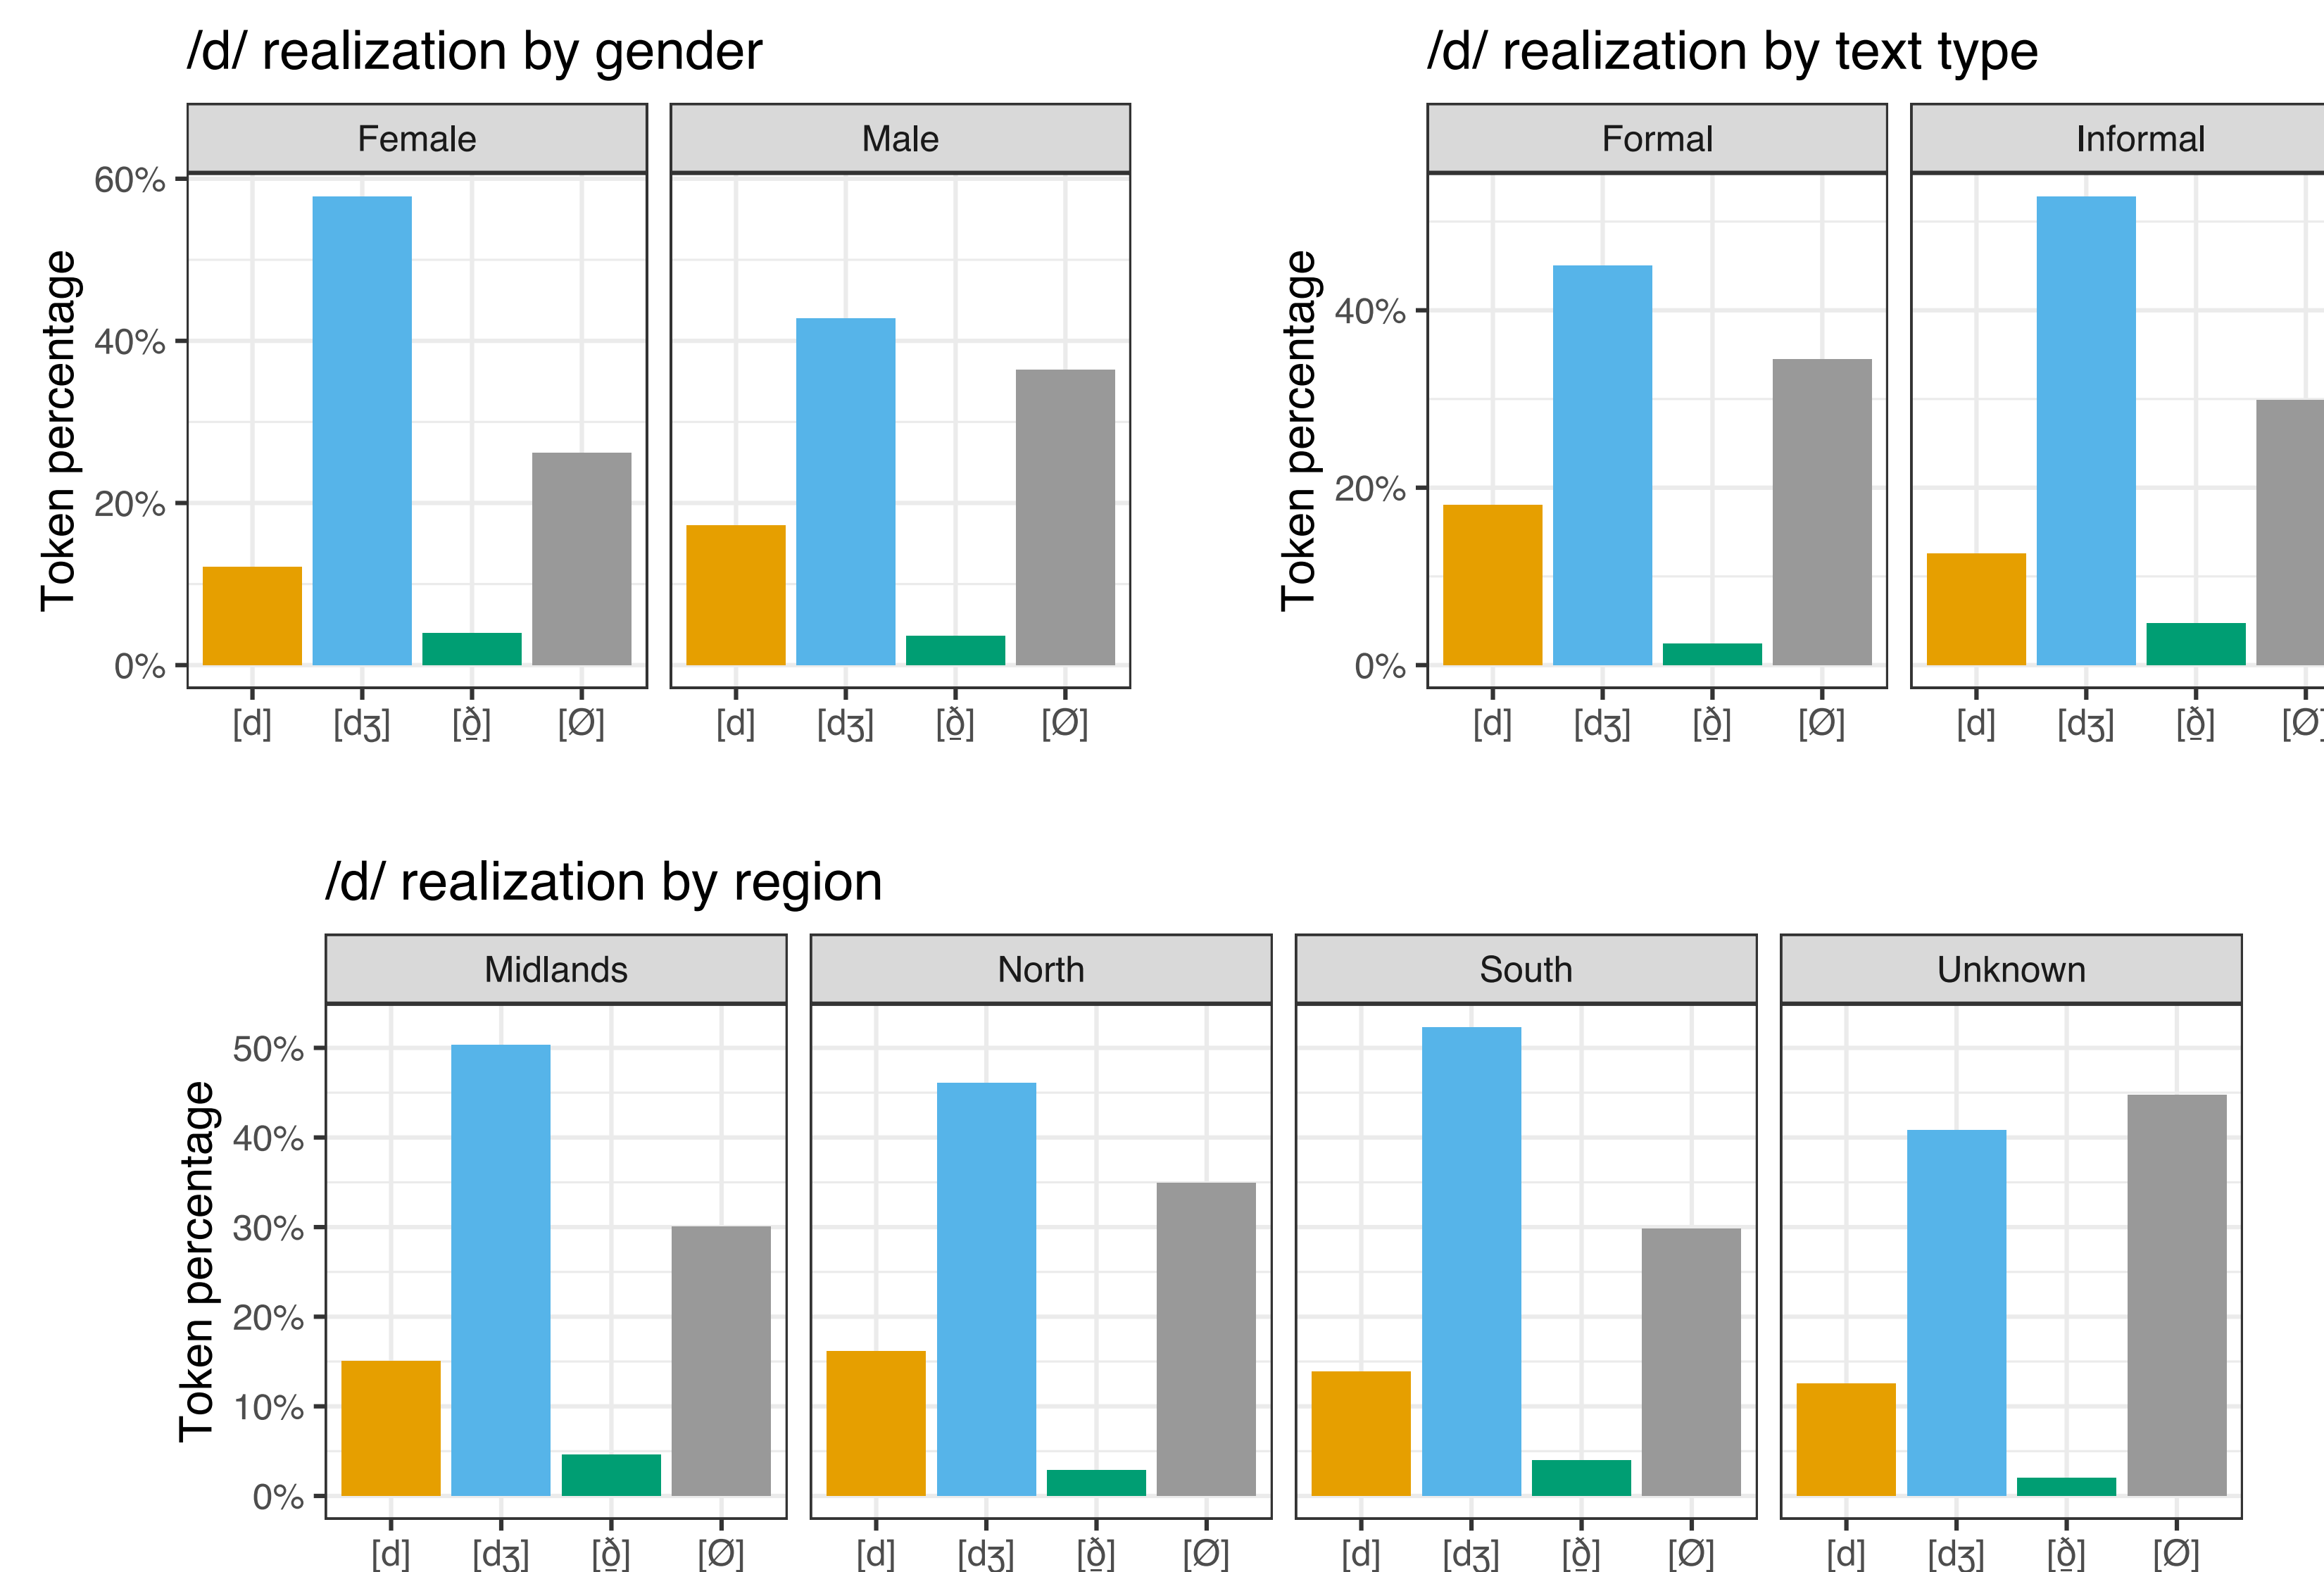 /d/ realization by gender
Female Male
Token percentage
60%
40%
20%
0%
[d] [dʒ] [ð̠] [Ø] [d] [dʒ] [ð̠] [Ø]
/d/ realization by text type
Formal Informal
Token percentage
40%
20%
0%
[d] [dʒ] [ð̠] [Ø] [d] [dʒ] [ð̠] [Ø]
/d/ realization by region
Midlands North South Unknown
Token percentage
50%
40%
30%
20%
10%
0%
[d] [dʒ] [ð̠] [Ø] [d] [dʒ] [ð̠] [Ø] [d] [dʒ] [ð̠] [Ø] [d] [dʒ] [ð̠] [Ø]